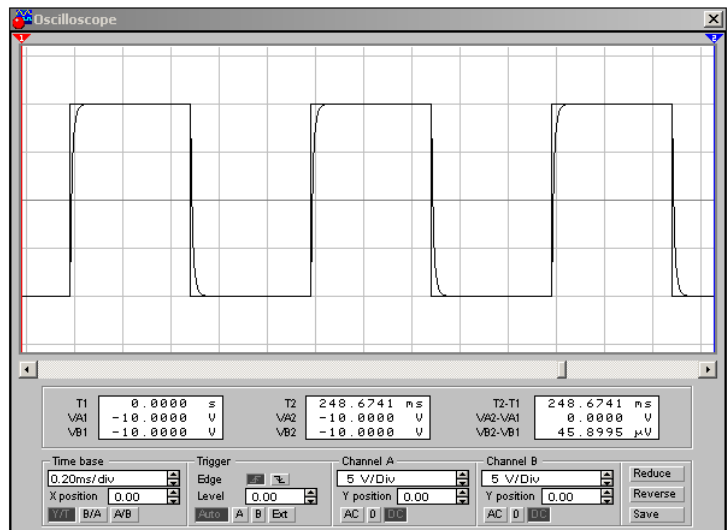 Oscilloscope
1 2
T1 0.0000 s T2 248.6741 ms T2-T1 248.6741 ms
VA1 -10.0000 V VA2 -10.0000 V VA2-VA1 0.0000 V
VB1 -10.0000 V VB2 -10.0000 V VB2-VB1 45.8995 µV
Time base Trigger Channel A Channel B
0.20ms/div Edge 5 V/Div 5 V/Div Reduce
X position 0.00 Level 0.00 Y position 0.00 Y position 0.00 Reverse
Y/T B/A A/B Auto A B Ext AC 0 DC AC 0 DC Save